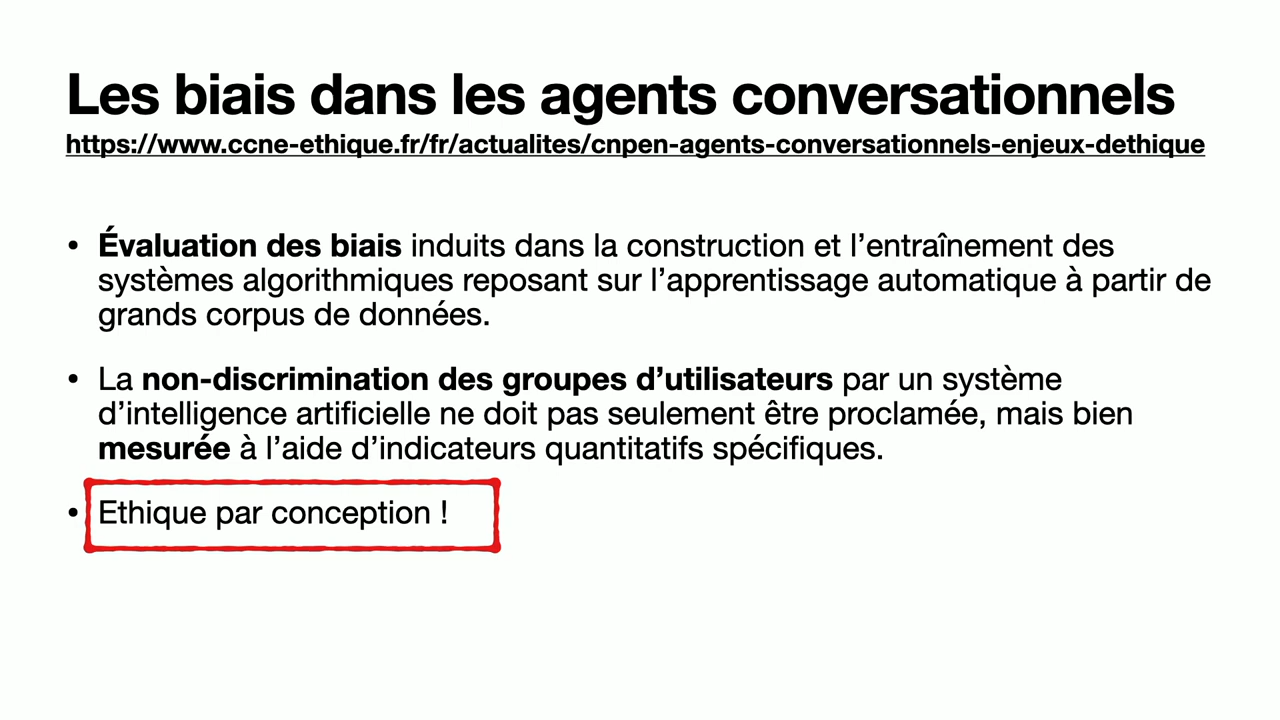 Les biais dans les agents conversationnels
https://www.ccne-ethique.fr/fr/actualites/cnpen-agents-conversationnels-enjeux-dethique
• Évaluation des biais induits dans la construction et l’entraînement des
systèmes algorithmiques reposant sur l’apprentissage automatique à partir de
grands corpus de données.
• La non-discrimination des groupes d’utilisateurs par un système
d’intelligence artificielle ne doit pas seulement être proclamée, mais bien
mesurée à l’aide d’indicateurs quantitatifs spécifiques.
• Ethique par conception !